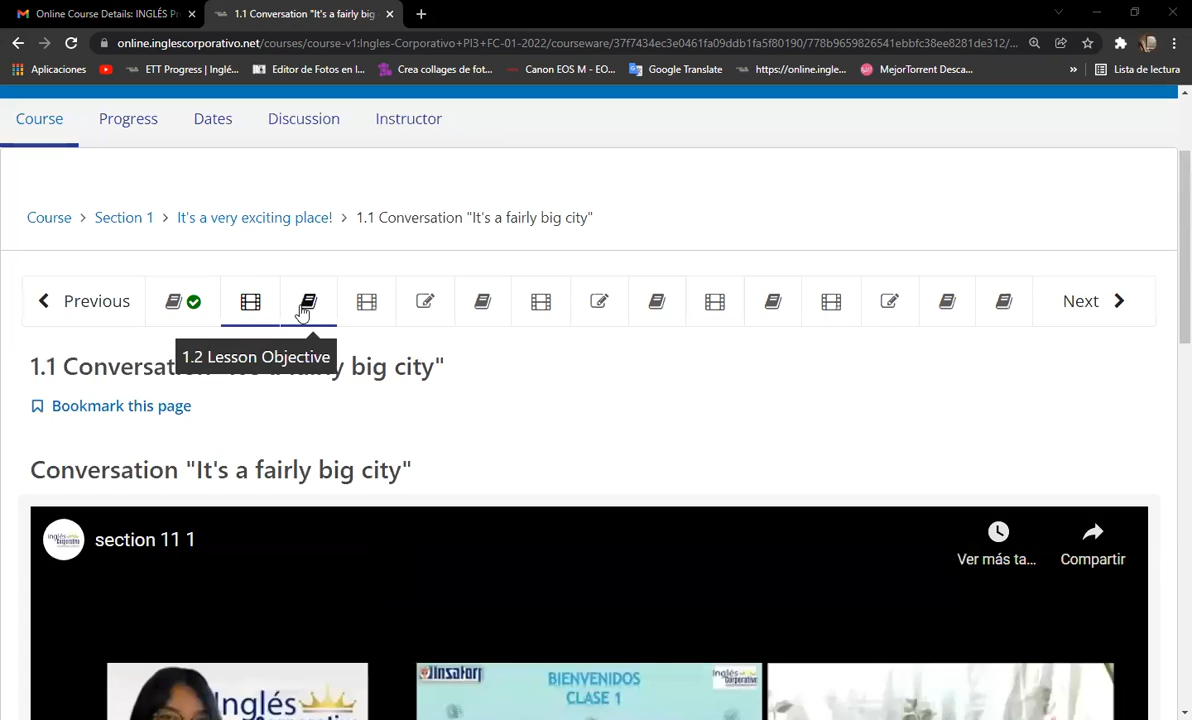 Online Course Details: INGLÉS Pr
1.1 Conversation "It's a fairly big
online.inglescorporativo.net/courses/course-v1:Ingles-Corporativo+PI3+FC-01-2022/courseware/37f7434ec3e0461fa09ddb1fa5f80190/778b9659826541ebbfc38ee8281de312/...
Aplicaciones
ETT Progress | Inglé...
Editor de Fotos en l...
Crea collages de fot...
Canon EOS M - EO...
Google Translate
https://online.ingle...
MejorTorrent Desca...
»
Lista de lectura
Course Progress Dates Discussion Instructor
Course > Section 1 > It's a very exciting place! > 1.1 Conversation "It's a fairly big city"
Previous
Next
1.2 Lesson Objective
1.1 Conversation big city"
Bookmark this page
Conversation "It's a fairly big city"
section 11 1
Ver más ta...
Compartir
Inglés
Insaforp
BIENVENIDOS
CLASE 1